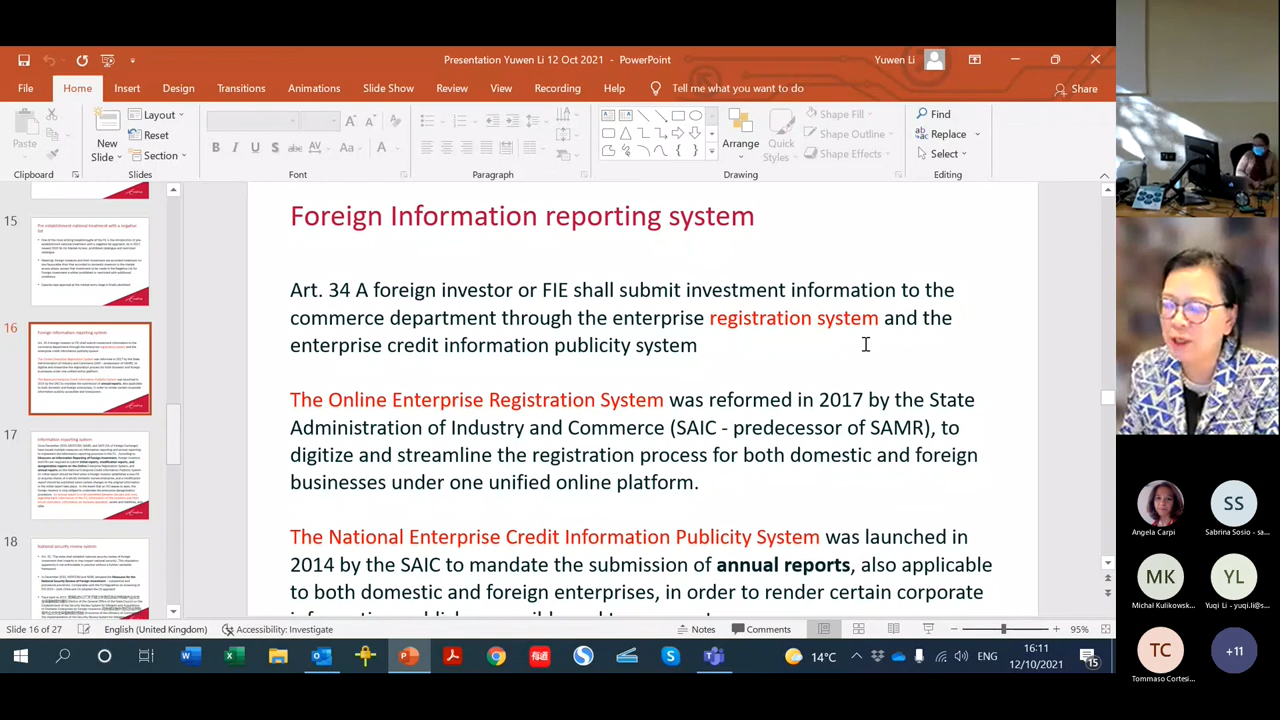 Presentation Yuwen Li 12 Oct 2021 - PowerPoint
Yuwen Li
File Home Insert Design Transitions Animations Slide Show Review View Recording Help Tell me what you want to do Share
Paste
New Slide
Layout
Reset
Section
Arrange
Quick Styles
Shape Fill
Shape Outline
Shape Effects
Find
Replace
Select
Clipboard Slides Font Paragraph Drawing Editing
15
16
17
18
Foreign Information reporting system
Art. 34 A foreign investor or FIE shall submit investment information to the
commerce department through the enterprise registration system and the
enterprise credit information publicity system
The Online Enterprise Registration System was reformed in 2017 by the State
Administration of Industry and Commerce (SAIC - predecessor of SAMR), to
digitize and streamline the registration process for both domestic and foreign
businesses under one unified online platform.
The National Enterprise Credit Information Publicity System was launched in
2014 by the SAIC to mandate the submission of annual reports, also applicable
to both domestic and foreign enterprises, in order to render certain corporate
Slide 16 of 27 English (United Kingdom) Accessibility: Investigate Notes Comments 95%
14°C ENG
16:11
12/10/2021
15
SS
Angela Carpi
Sabrina Sosio - sa...
MK
YL
Michal Kulikowsk...
Yuqi Li - yuqi.li@s...
TC
+11
Tommaso Cortesi...